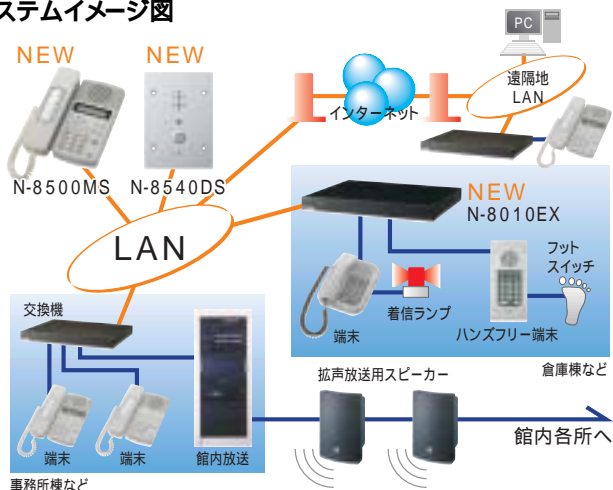 ステムイメージ図
NEW
NEW
PC
遠隔地
LAN
インターネット
N-8500MS
N-8540DS
NEW
N-8010EX
LAN
フット
スイッチ
着信ランプ
端末
ハンズフリー端末
交換機
倉庫棟など
拡声放送用スピーカー
館内各所へ
端末
端末
館内放送
事務所棟など